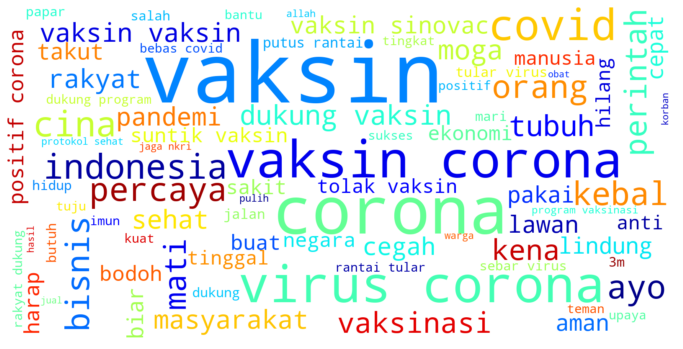 papar
salah
bantu
allah
vaksin vaksin
putus rantai
vaksin sinovac
covid
perintah
cepat
takut
bebas covid
vaksin
tingkat
moga
manusia
rakyat
tular virus
orang
obat
hilang
positif corona
dukung program
positif
cina
pandemi
dukung vaksin
mari
tubuh
korban
protokol sehat
suntik vaksin
sukses
ekonomi
jaga nkri
indonesia
vaksin corona
percaya
sakit
tolak vaksin
pakai
kebal
hidup
pulih
corona
program vaksinasi
tuju
sehat
jalan
lawan
anti
imun
mati
rakyat dukung
hasil
butuh
bisnis
kuat
buat
negara
cegah
kena
lindung
warga
harap
bodoh
tinggal
rantai tular
sebar virus
3m
jual
biar
dukung
virus corona
ayo
teman
masyarakat
vaksinasi
aman
upaya